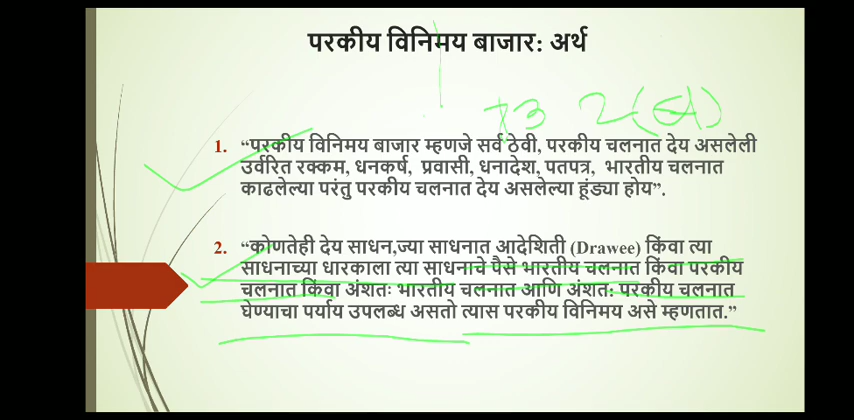 परकीय विनिमय बाजार: अर्थ
73 2(ब)
1. “परकीय विनिमय बाजार म्हणजे सर्व ठेवी, परकीय चलनात देय असलेली
उर्वरित रक्कम, धनकर्ष, प्रवासी, धनादेश, पतपत्र, भारतीय चलनात
काढलेल्या परंतु परकीय चलनात देय असलेल्या हूंड्या होय”.
2. “कोणतेही देय साधन,ज्या साधनात आदेशिती (Drawee) किंवा त्या
साधनाच्या धारकाला त्या साधनाचे पैसे भारतीय चलनात किंवा परकीय
चलनात किंवा अंशतः भारतीय चलनात आणि अंशत: परकीय चलनात
घेण्याचा पर्याय उपलब्ध असतो त्यास परकीय विनिमय असे म्हणतात.”